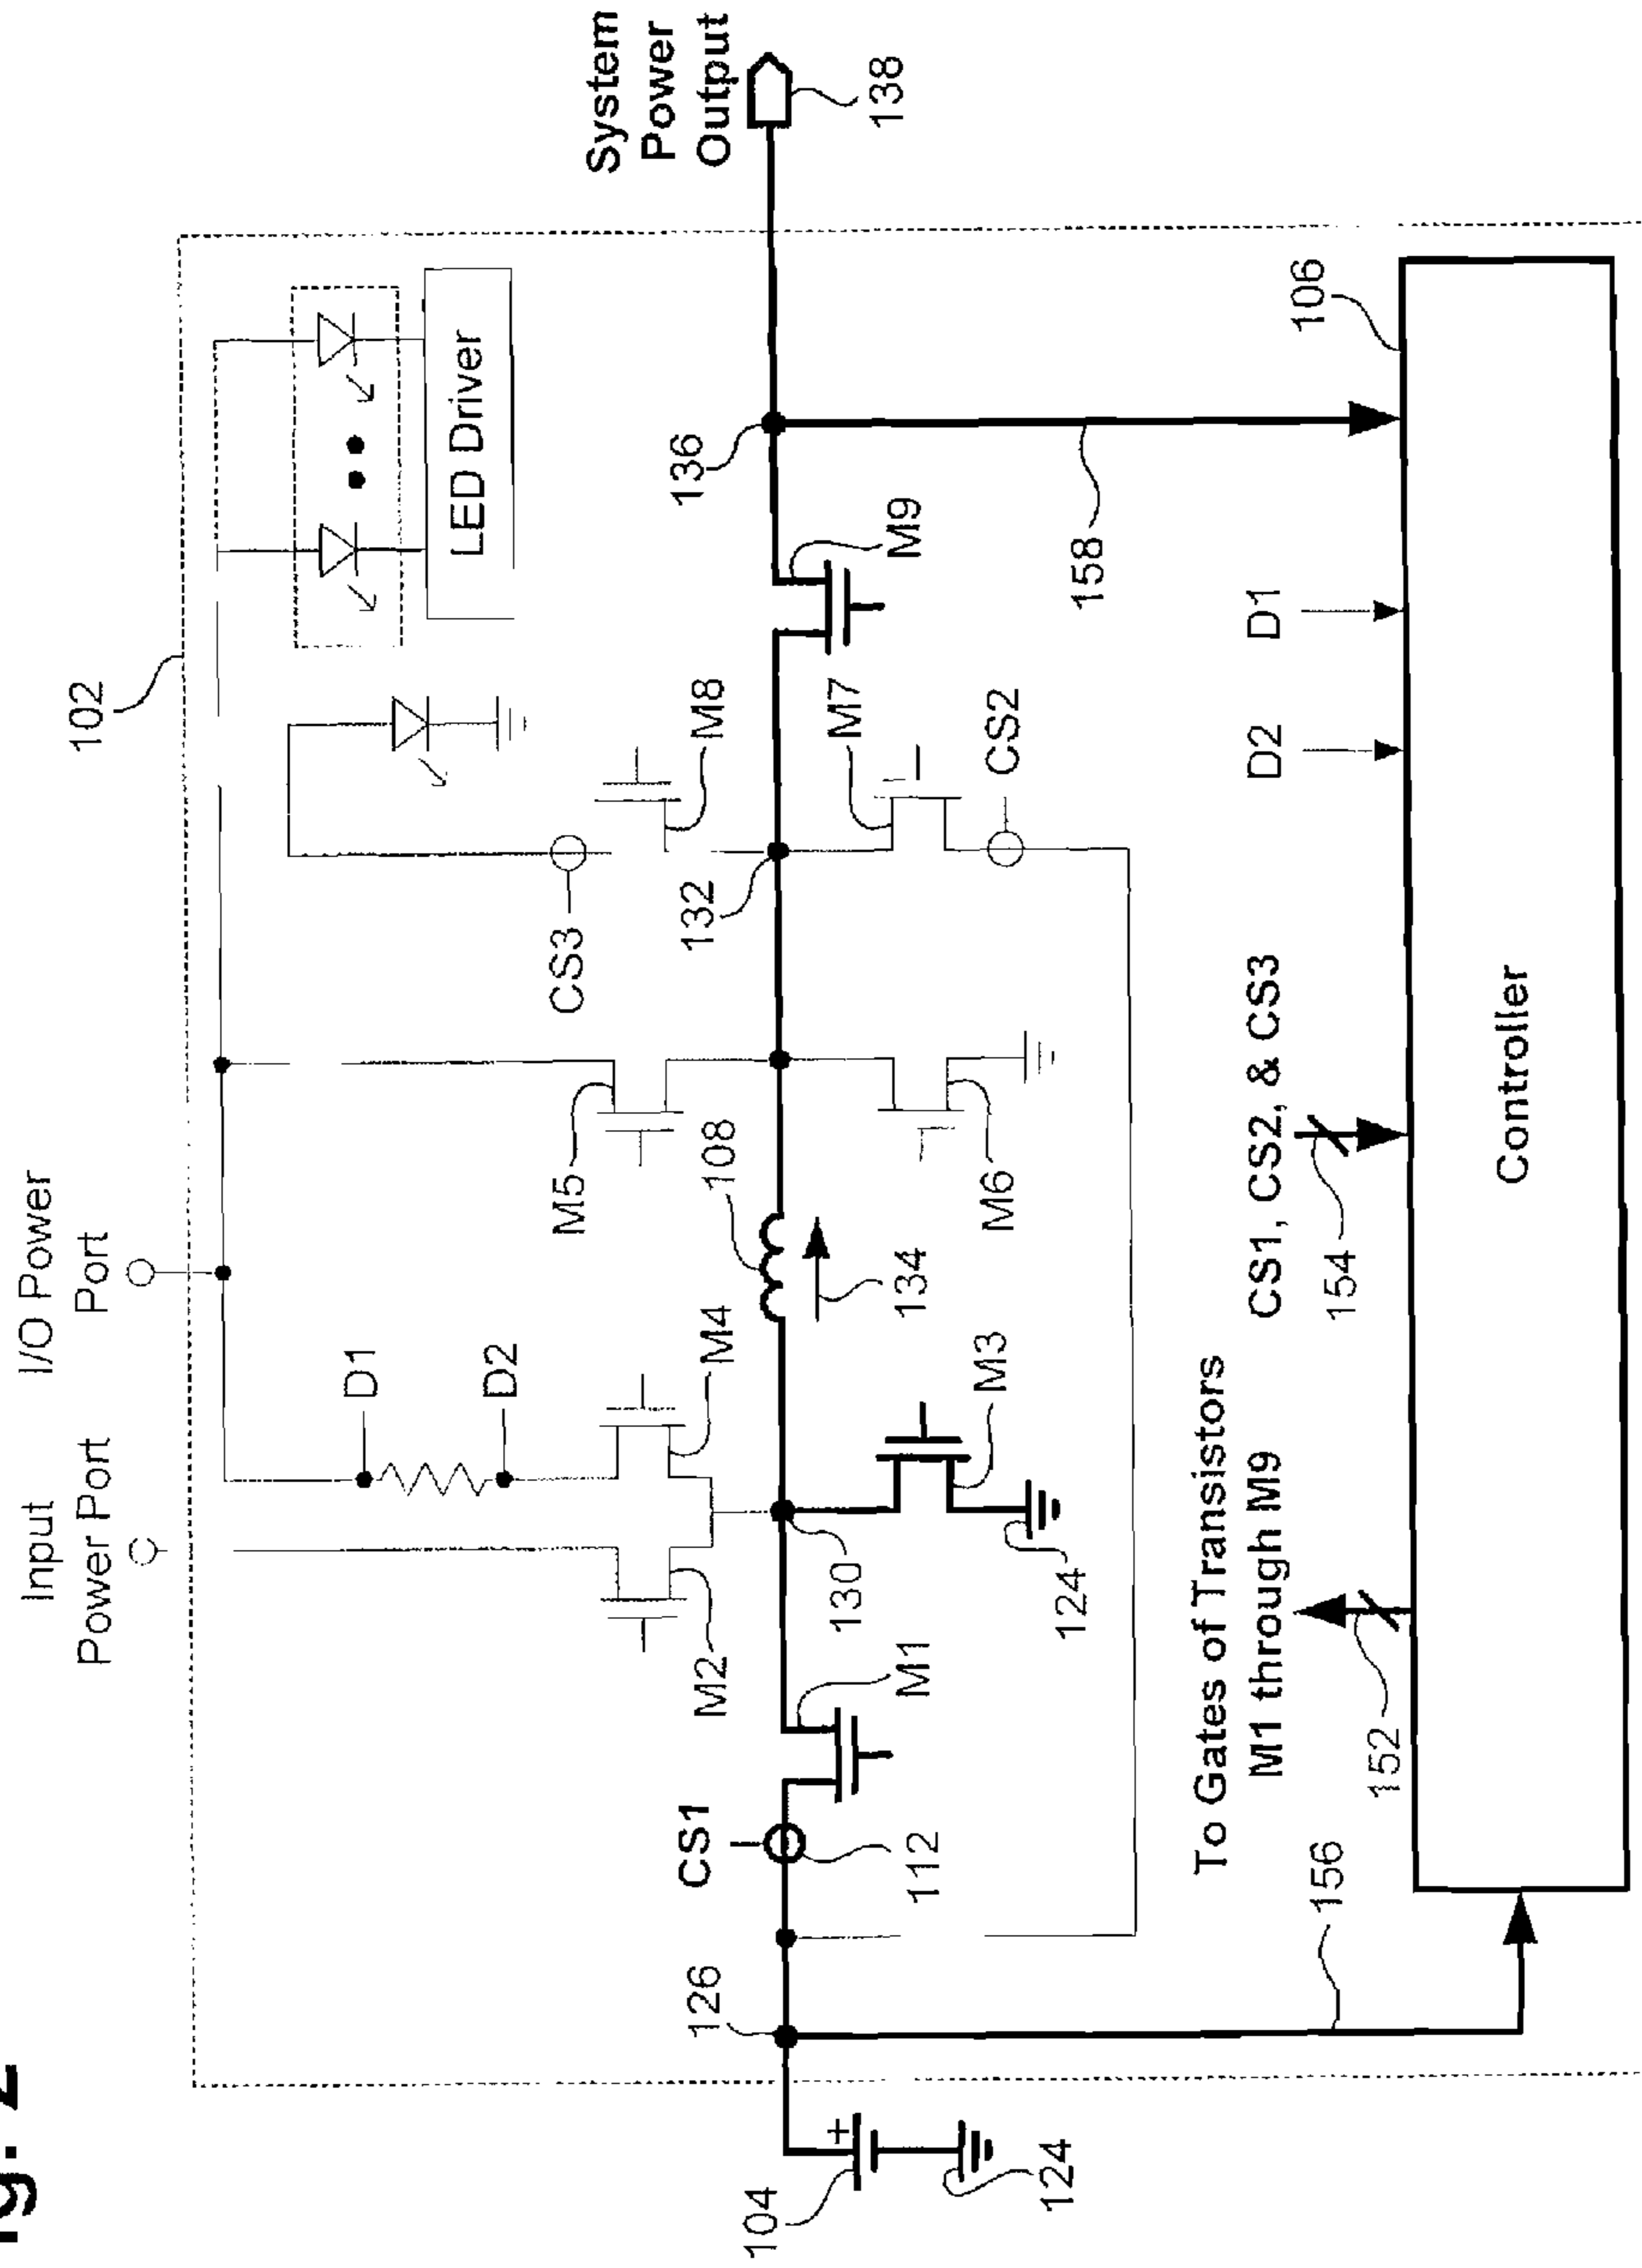 ig. 2
Input
Power Port
I/O Power
Port
102
System
Power
Output
138
D1
D2
LED Driver
M2
M4
M5
CS3
M8
CS1
112
M1
130
M3
124
108
134
M6
132
M7
CS2
M9
136
126
104
124
156
To Gates of Transistors
M1 through M9
152
CS1, CS2, & CS3
154
D2
D1
158
106
Controller